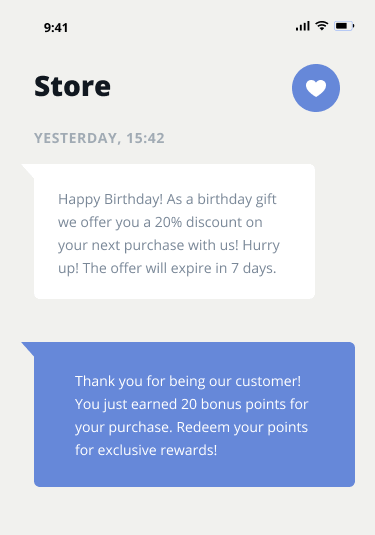 9:41
Store
YESTERDAY, 15:42
Happy Birthday! As a birthday gift
we offer you a 20% discount on
your next purchase with us! Hurry
up! The offer will expire in 7 days.
Thank you for being our customer!
You just earned 20 bonus points for
your purchase. Redeem your points
for exclusive rewards!